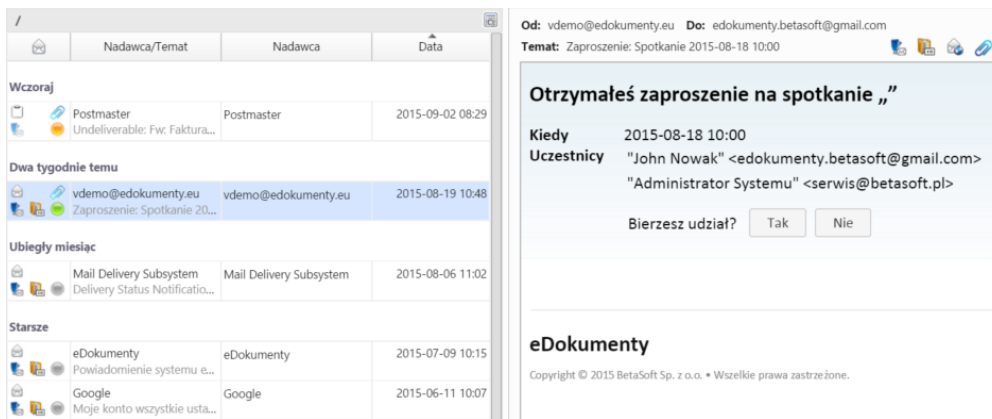 /
Nadawca/Temat Nadawca Data
Wczoraj
Postmaster Postmaster 2015-09-02 08:29
Undeliverable: Fw: Faktura...
Dwa tygodnie temu
vdemo@edokumenty.eu vdemo@edokumenty.eu 2015-08-19 10:48
Zaproszenie: Spotkanie 20...
Ubiegły miesiąc
Mail Delivery Subsystem Mail Delivery Subsystem 2015-08-06 11:02
Delivery Status Notificatio...
Starsze
eDokumenty eDokumenty 2015-07-09 10:15
Powiadomienie systemu e...
Google Google 2015-06-11 10:07
Moje konto wszystkie usta...
Od: vdemo@edokumenty.eu Do: edokumenty.betasoft@gmail.com
Temat: Zaproszenie: Spotkanie 2015-08-18 10:00
Otrzymałeś zaproszenie na spotkanie „”
Kiedy 2015-08-18 10:00
Uczestnicy "John Nowak" <edokumenty.betasoft@gmail.com>
"Administrator Systemu" <serwis@betasoft.pl>
Bierzesz udział? Tak Nie
eDokumenty
Copyright © 2015 BetaSoft Sp. z o.o. • Wszelkie prawa zastrzeżone.